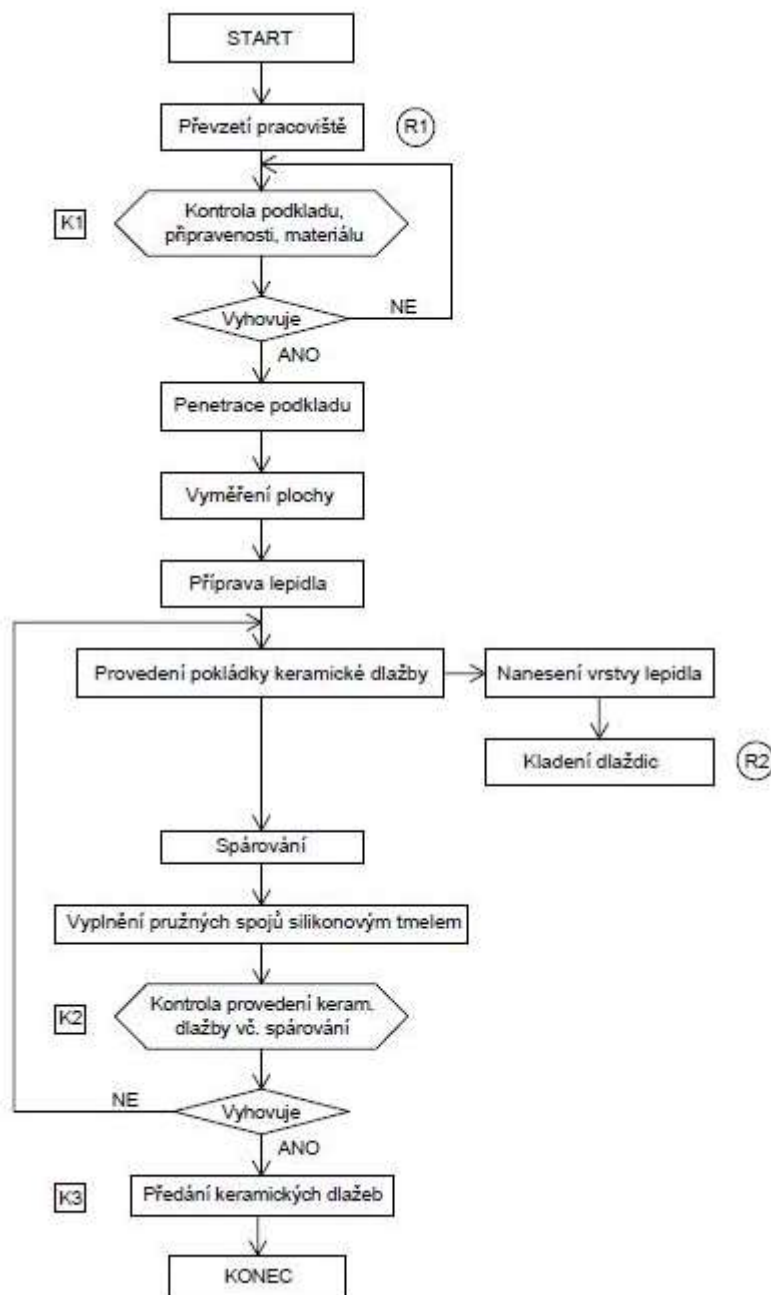 START
Převzetí pracoviště
R1
K1
Kontrola podkladu,
připravenosti, materiálu
Vyhovuje
NE
ANO
Penetrace podkladu
Vyměření plochy
Příprava lepidla
Provedení pokládky keramické dlažby
Nanesení vrstvy lepidla
Kladení dlaždic
R2
Spárování
Vyplnění pružných spojů silikonovým tmelem
K2
Kontrola provedení keram.
dlažby vč. spárování
NE
Vyhovuje
ANO
K3
Předání keramických dlažeb
KONEC